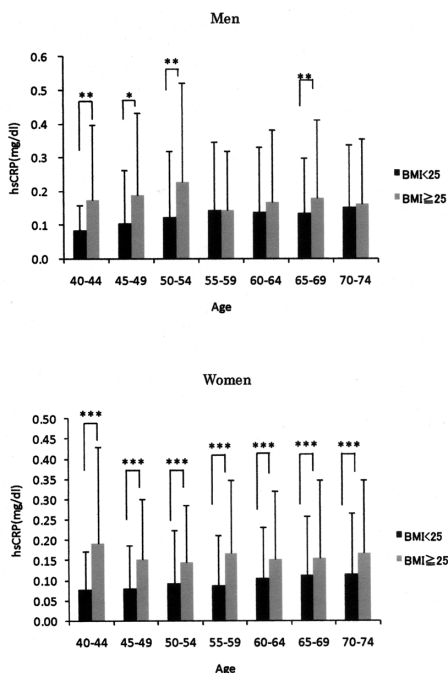 Men
0.6
0.5
0.4
0.3
0.2
0.1
0.0
hsCRP(mg/dl)
** * ** **
BMI<25
BMI≧25
40-44 45-49 50-54 55-59 60-64 65-69 70-74
Age
Women
0.50
0.45
0.40
0.35
0.30
0.25
0.20
0.15
0.10
0.05
0.00
hsCRP(mg/dl)
*** *** *** *** *** *** ***
BMI<25
BMI≧25
40-44 45-49 50-54 55-59 60-64 65-69 70-74
Age